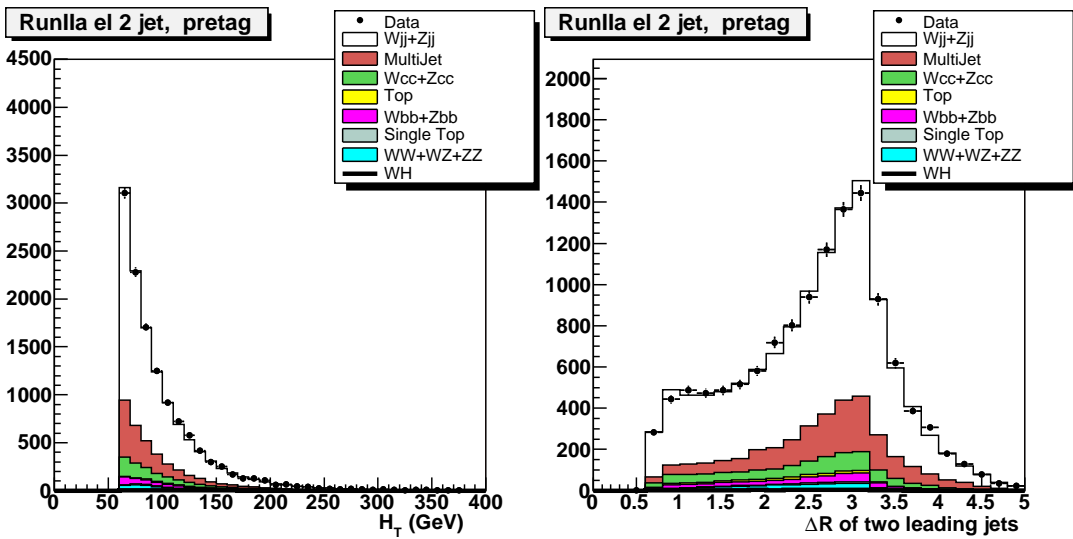 RunIIa el 2 jet, pretag
Data
Wjj+Zjj
MultiJet
Wcc+Zcc
Top
Wbb+Zbb
Single Top
WW+WZ+ZZ
WH
4500
4000
3500
3000
2500
2000
1500
1000
500
0
0 50 100 150 200 250 300 350 400
H_T (GeV)
RunIIa el 2 jet, pretag
Data
Wjj+Zjj
MultiJet
Wcc+Zcc
Top
Wbb+Zbb
Single Top
WW+WZ+ZZ
WH
2000
1800
1600
1400
1200
1000
800
600
400
200
0
0 0.5 1 1.5 2 2.5 3 3.5 4 4.5 5
ΔR of two leading jets